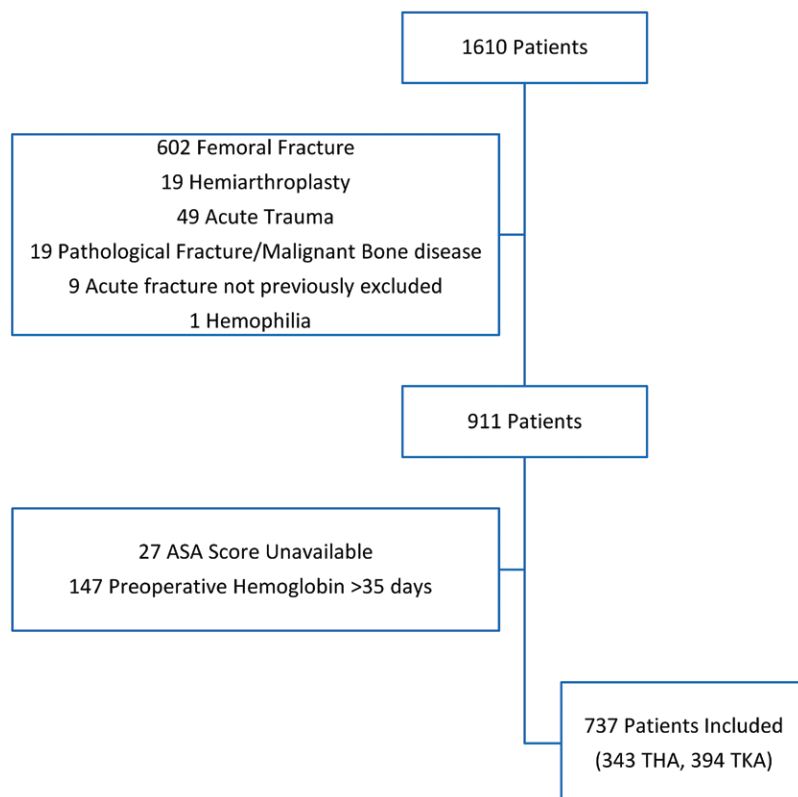 1610 Patients
602 Femoral Fracture
19 Hemiarthroplasty
49 Acute Trauma
19 Pathological Fracture/Malignant Bone disease
9 Acute fracture not previously excluded
1 Hemophilia
911 Patients
27 ASA Score Unavailable
147 Preoperative Hemoglobin >35 days
737 Patients Included
(343 THA, 394 TKA)